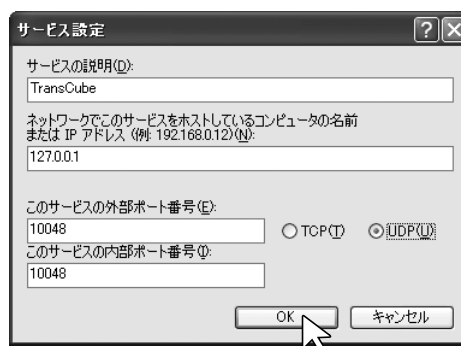 サービス設定
サービスの説明(D):
TransCube
ネットワークでこのサービスをホストしているコンピュータの名前
または IP アドレス (例: 192.168.0.12)(N):
127.0.0.1
このサービスの外部ポート番号(E):
10048
TCP(T) UDP(U)
このサービスの内部ポート番号(I):
10048
OK キャンセル